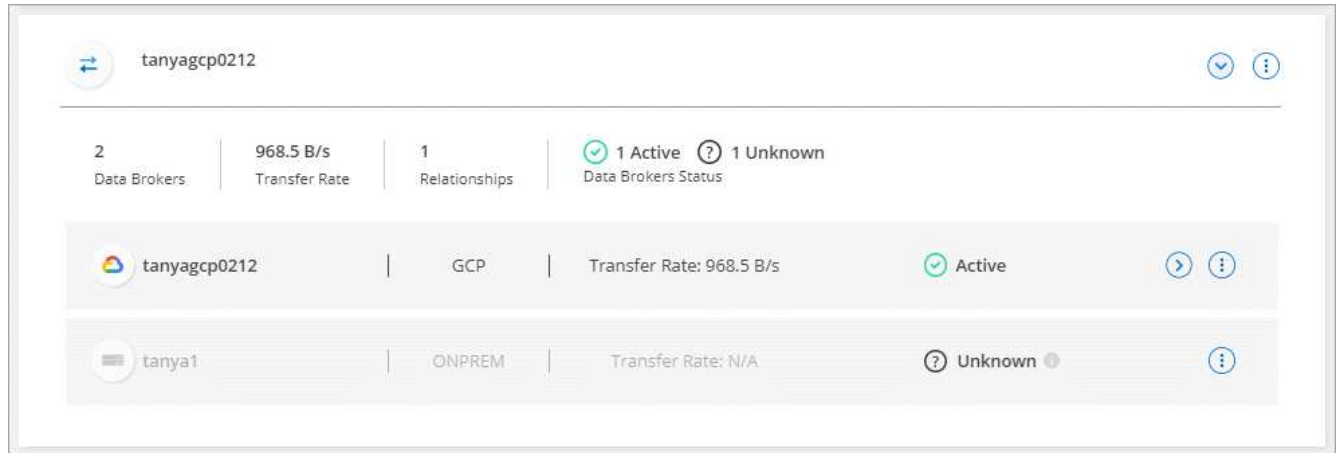 tanyagcp0212
2 968.5 B/s 1 1 Active ? 1 Unknown
Data Brokers Transfer Rate Relationships Data Brokers Status
tanyagcp0212 GCP Transfer Rate: 968.5 B/s Active
tanya1 ONPREM Transfer Rate: N/A ? Unknown i